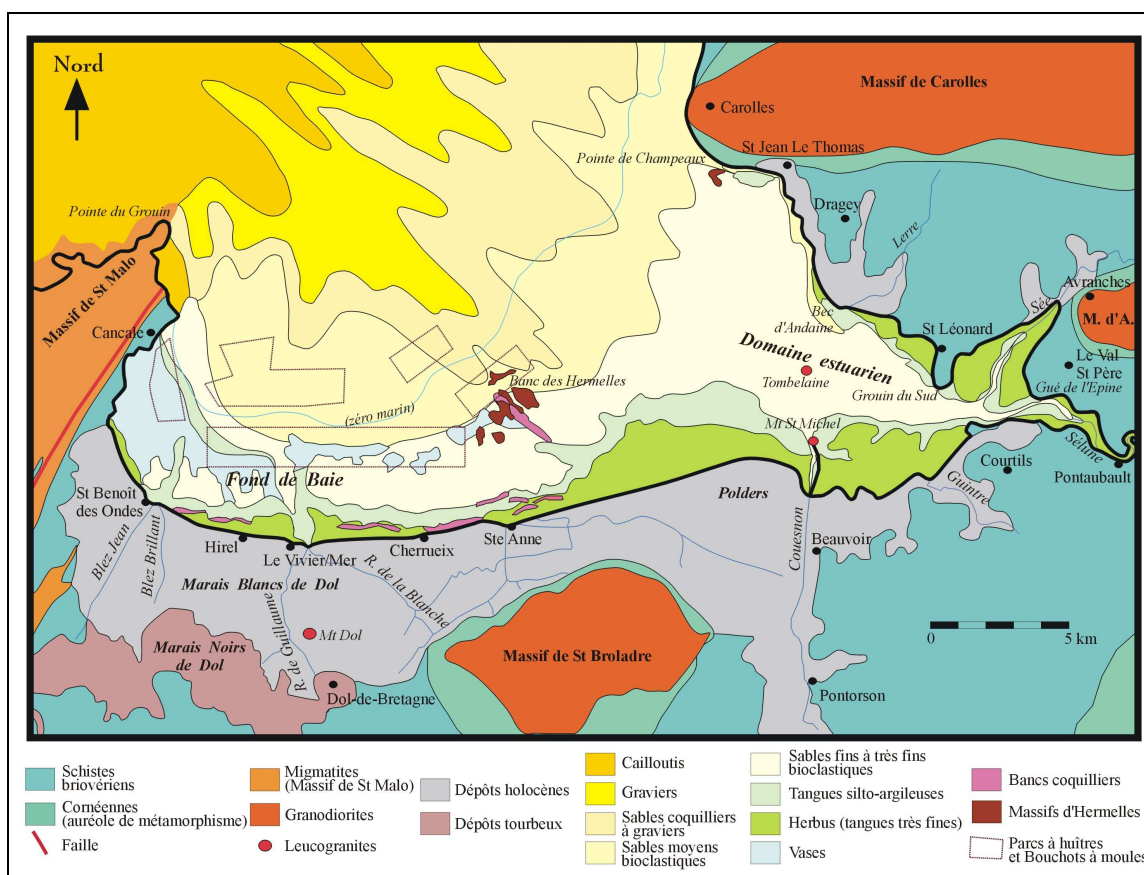 Nord
Massif de Carolles
Carolles
St Jean Le Thomas
Pointe de Champeaux
Dragey
Lerre
Pointe du Grouin
Massif de St Malo
Cancale
Avranches
Sée
M. d'A.
Bec
d'Andaine
St Léonard
Le Val
St Père
Domaine estuarien
Tombelaine
Grouin du Sud
Gué de l'Epine
Banc des Hermelles
(zéro marin)
Mt St Michel
Sélune
Courtils
Pontaubault
Guintre
Fond de Baie
Polders
St Benoît
des Ondes
Blez Jean
Blez Brillant
Hirel
Le Vivier/Mer
Cherrueix
Ste Anne
Couesnon
Beauvoir
Marais Blancs de Dol
R. de la Blanche
R. de Guillaume
Mt Dol
0 5 km
Marais Noirs
de Dol
Massif de St Broladre
Dol-de-Bretagne
Pontorson
Schistes
briovériens
Cornéennes
(auréole de métamorphisme)
Faille
Migmatites
(Massif de St Malo)
Granodiorites
Leucogranites
Dépôts holocènes
Dépôts tourbeux
Cailloutis
Graviers
Sables coquilliers
à graviers
Sables moyens
bioclastiques
Sables fins à très fins
bioclastiques
Tangues silto-argileuses
Herbus (tangues très fines)
Vases
Bancs coquilliers
Massifs d'Hermelles
Parcs à huîtres
et Bouchots à moules